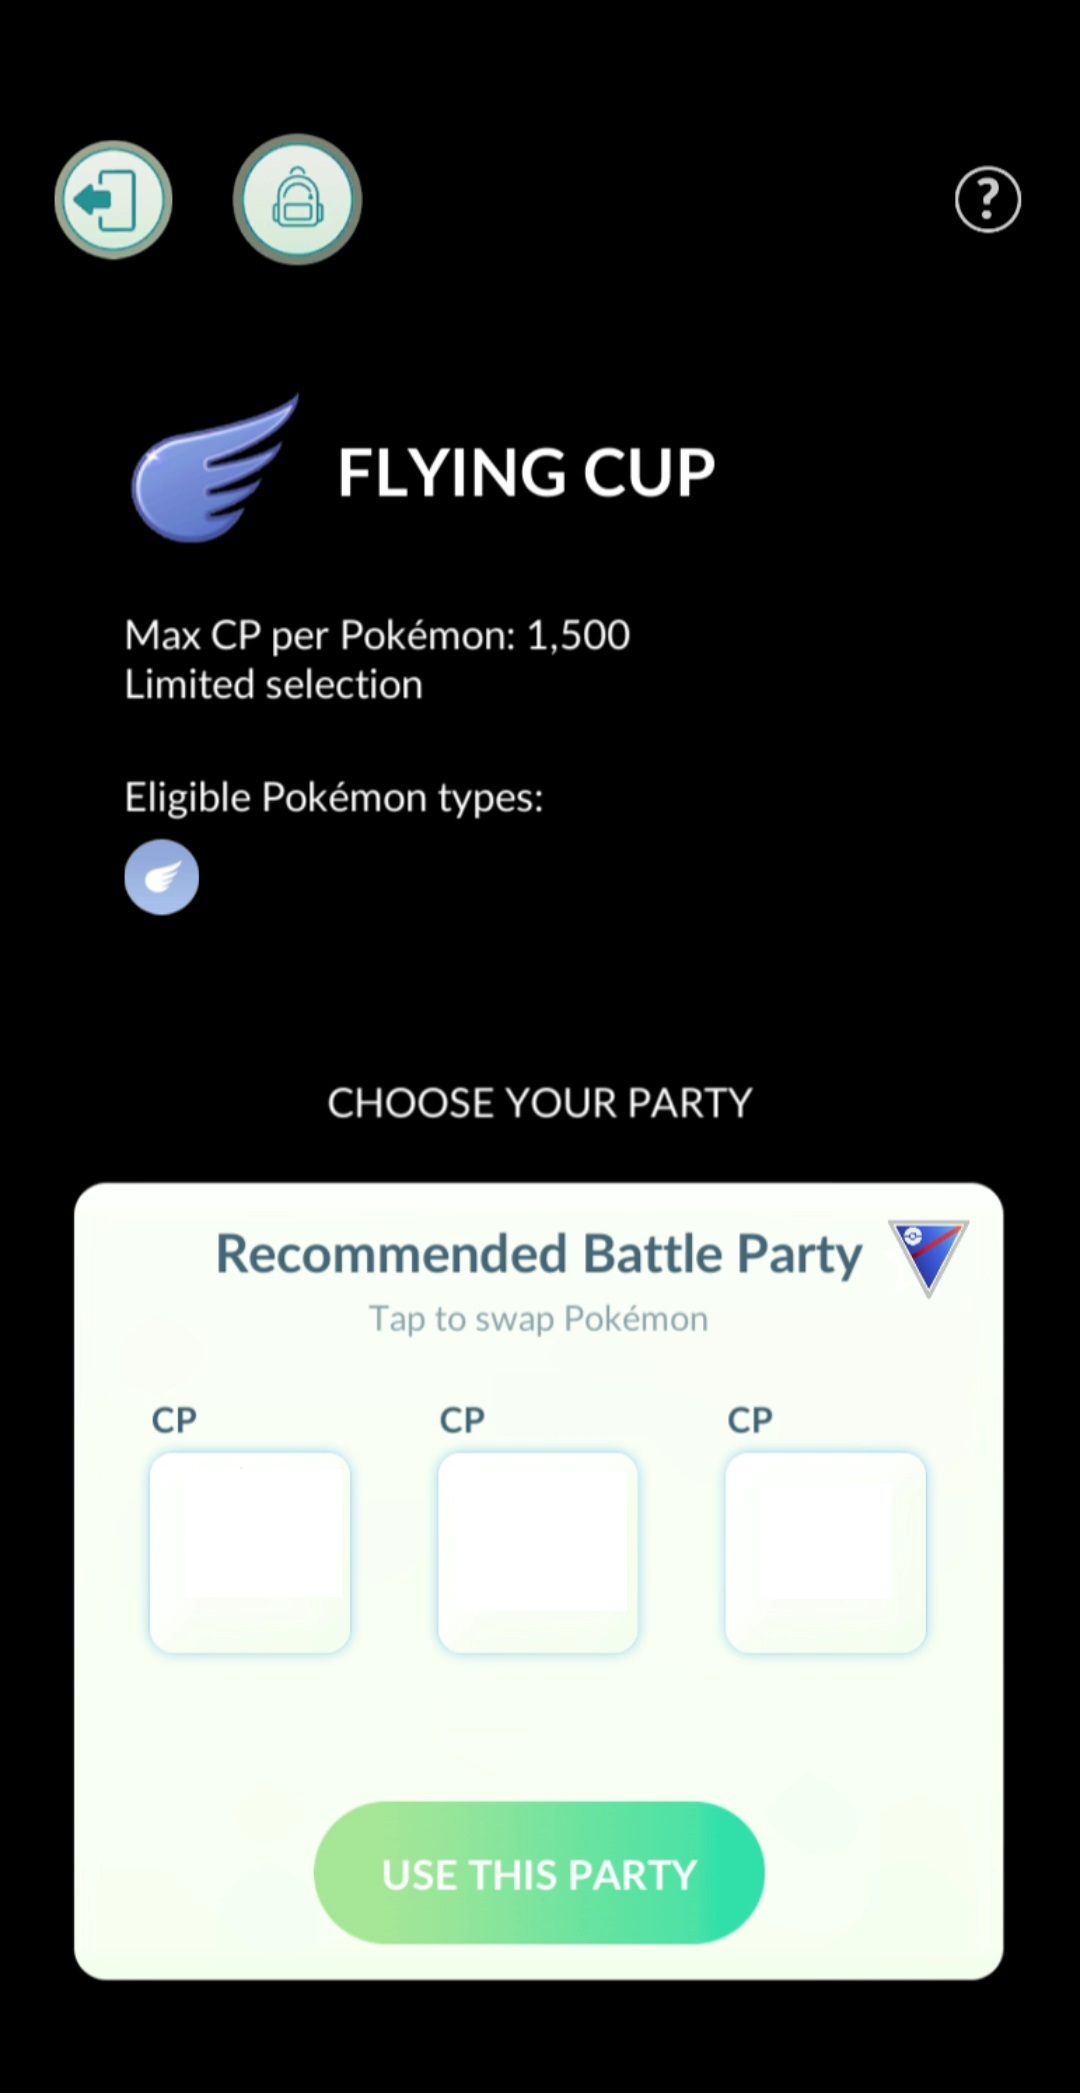 ?
FLYING CUP
Max CP per Pokémon: 1,500
Limited selection
Eligible Pokémon types:
CHOOSE YOUR PARTY
Recommended Battle Party
Tap to swap Pokémon
CP CP CP
USE THIS PARTY